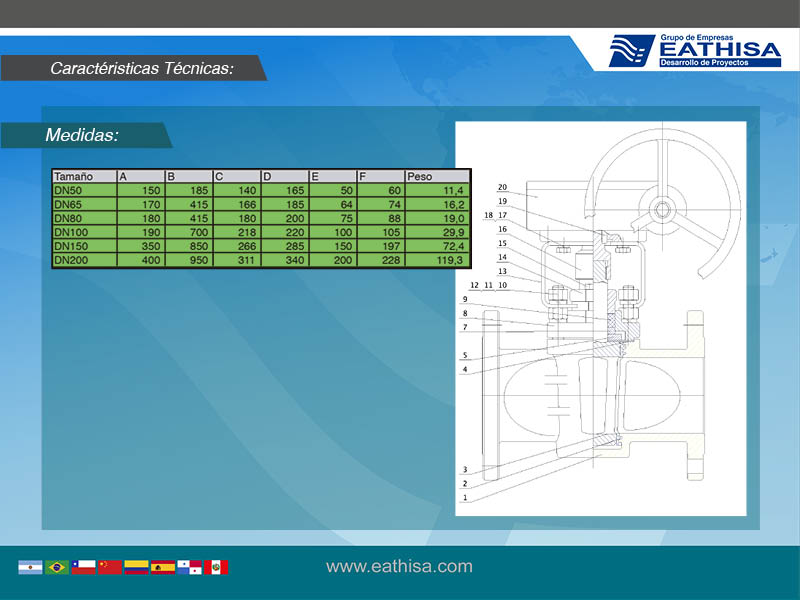 Grupo de Empresas
EATHISA
Desarrollo de Proyectos
Caractéristicas Técnicas:
Medidas:
Tamaño A B C D E F Peso
DN50 150 185 140 165 50 60 11,4
DN65 170 415 166 185 64 74 16,2
DN80 180 415 180 200 75 88 19,0
DN100 190 700 218 220 100 105 29,9
DN150 350 850 266 285 150 197 72,4
DN200 400 950 311 340 200 228 119,3
20
19
18 17
16
15
14
13
12 11 10
9
8
7
5
4
3
2
1
www.eathisa.com